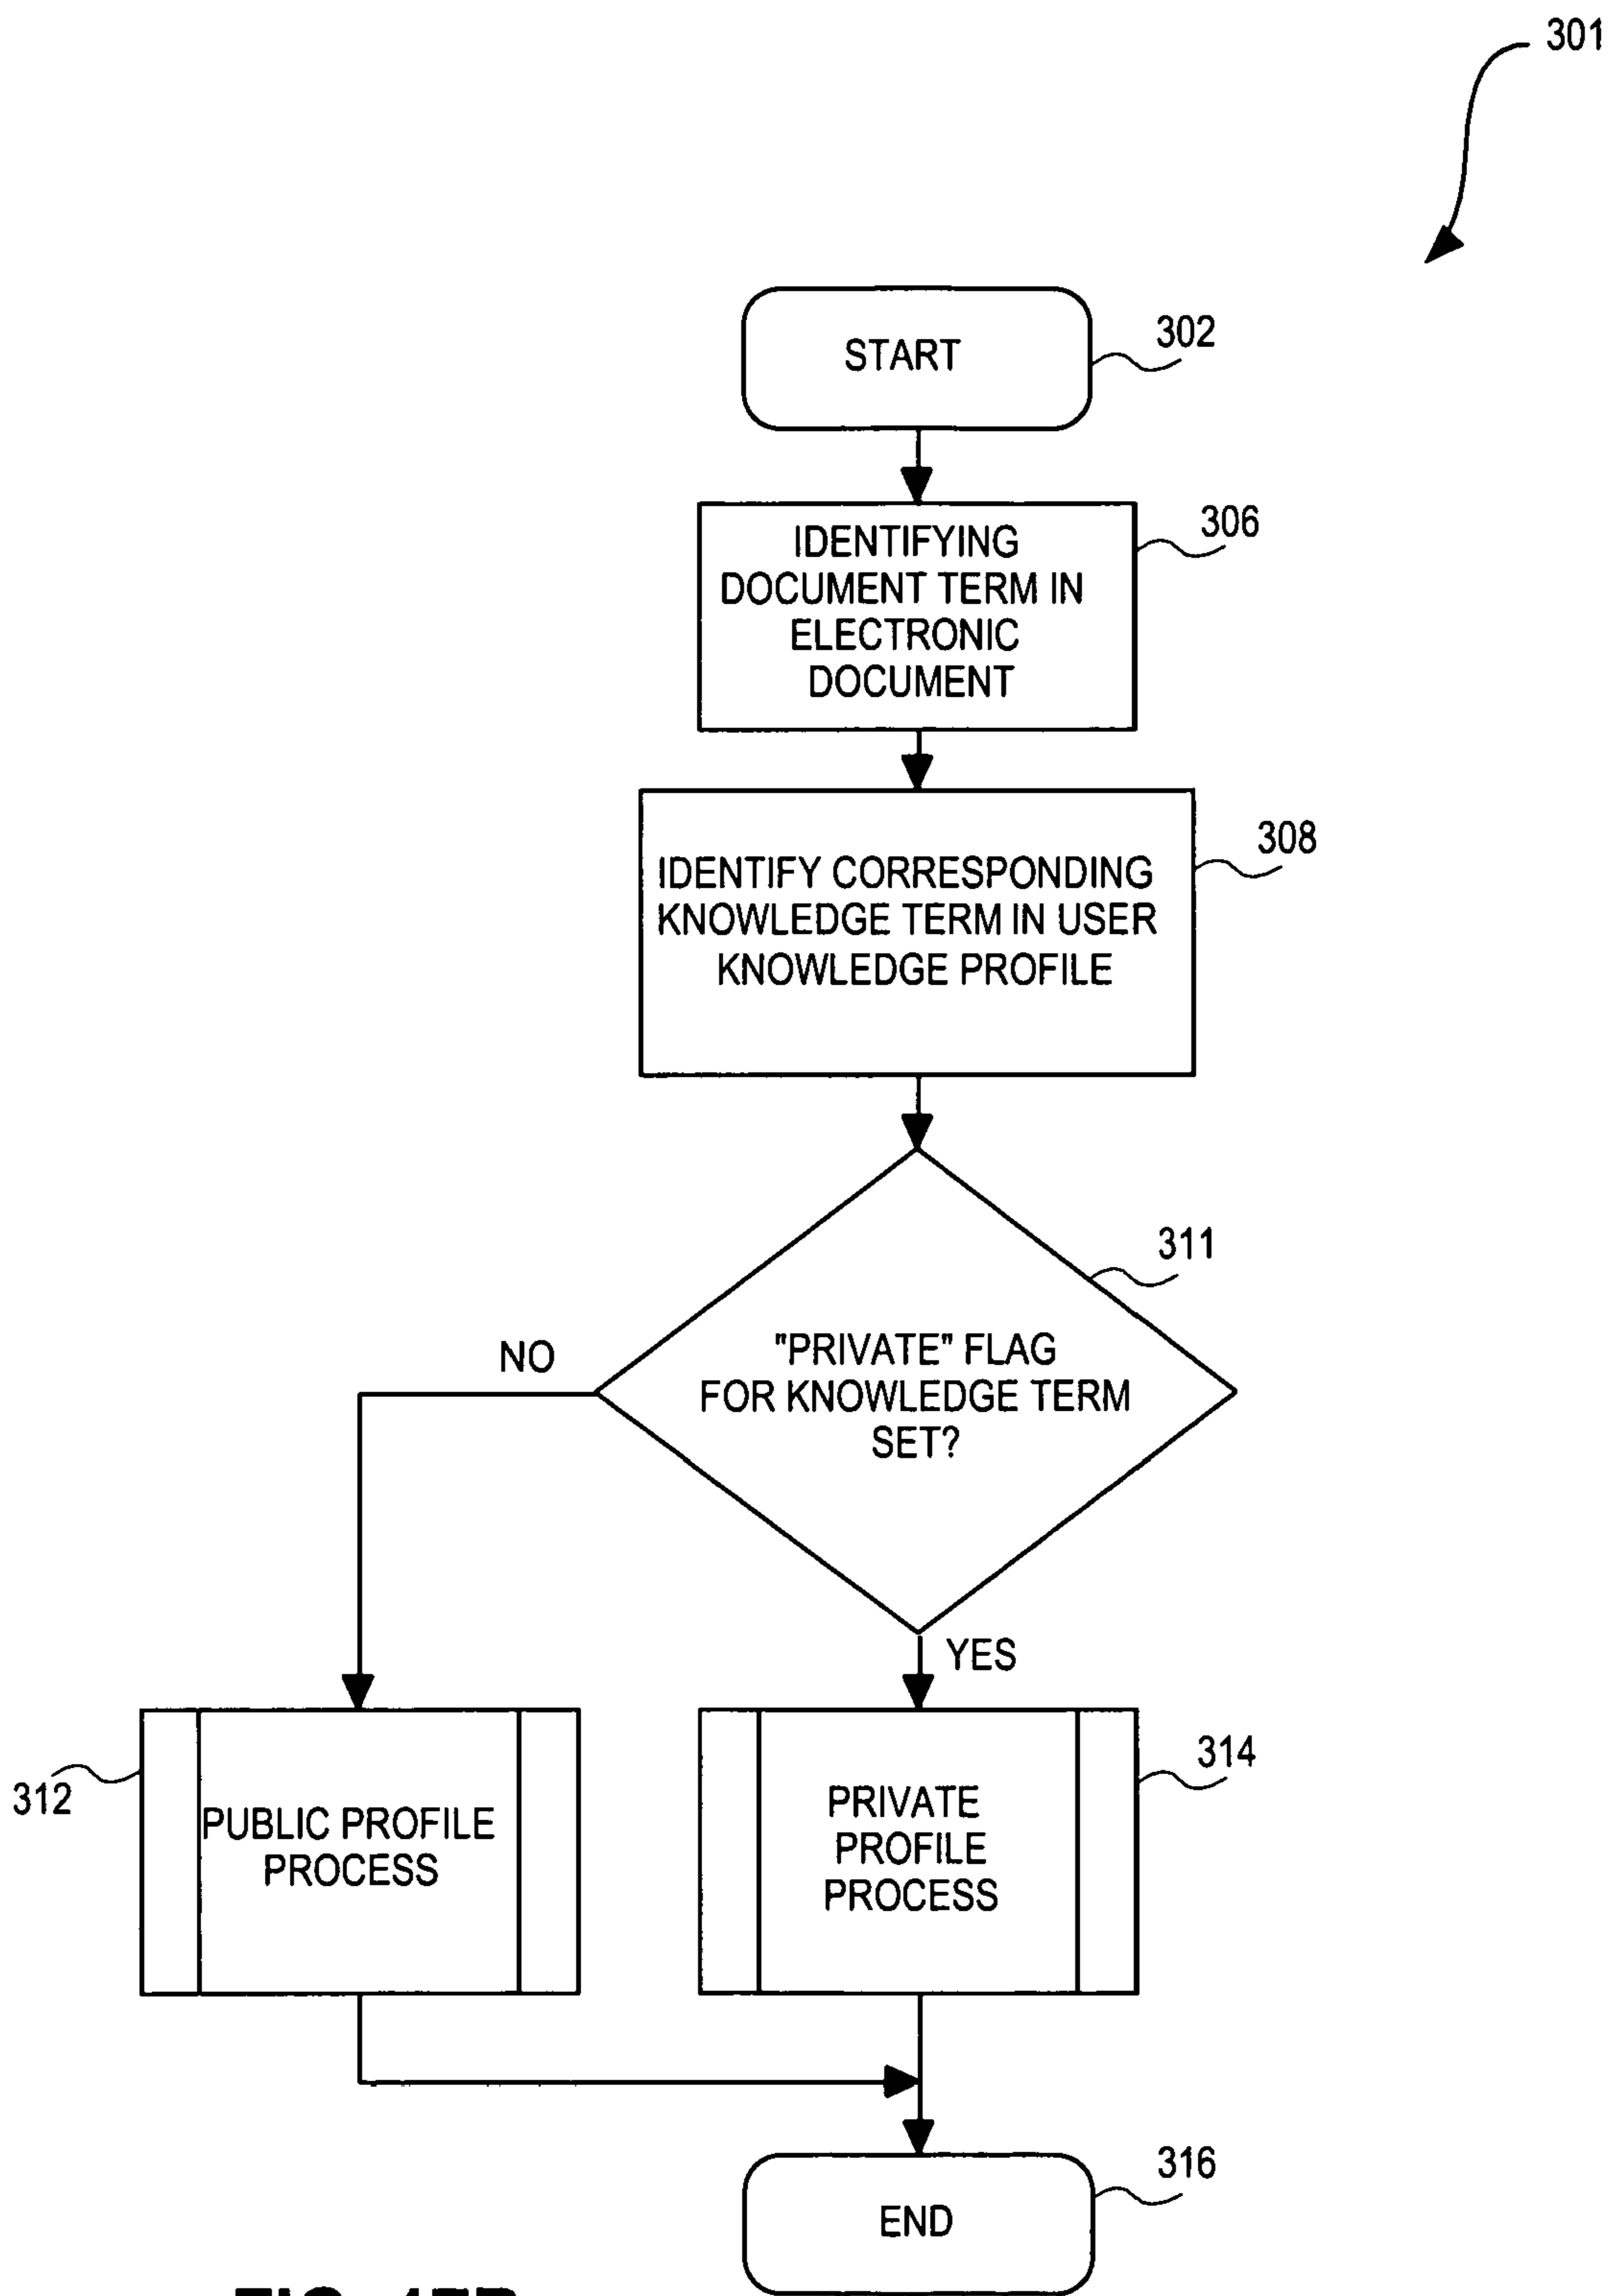 301
START
302
IDENTIFYING
DOCUMENT TERM IN
ELECTRONIC
DOCUMENT
306
IDENTIFY CORRESPONDING
KNOWLEDGE TERM IN USER
KNOWLEDGE PROFILE
308
311
"PRIVATE" FLAG
FOR KNOWLEDGE TERM
SET?
NO
YES
312
PUBLIC PROFILE
PROCESS
PRIVATE
PROFILE
PROCESS
314
END
316